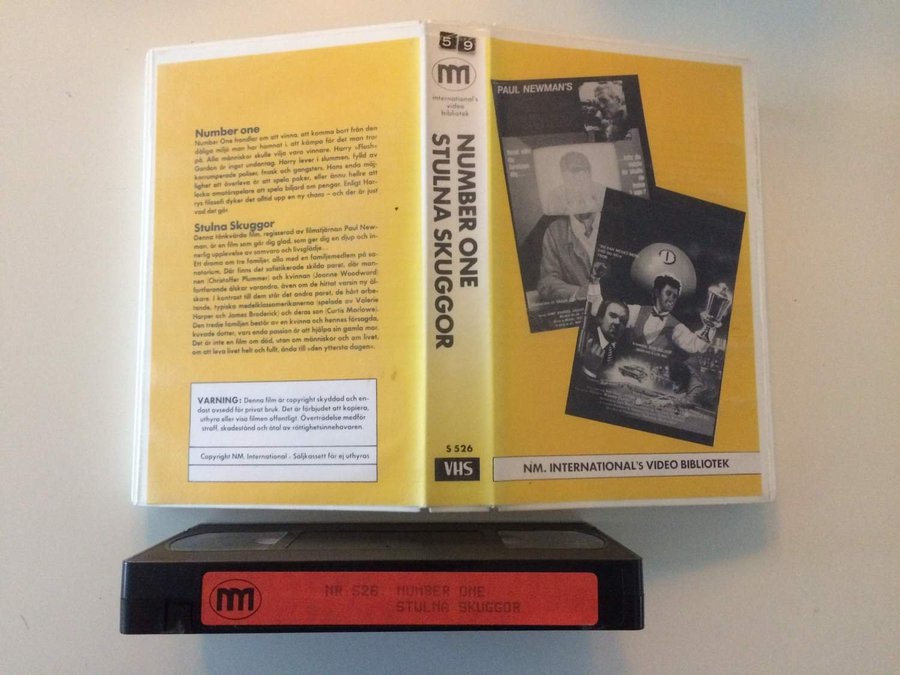 Number one
Number One handlar om att vinna, att komma bort från den
dåliga miljö man har hamnat i, att kämpa för det man tror
på. Alla människor skulle vilja vara vinnare. Harry »Flash«
Gordon är inget undantag. Harry lever i slummen, fylld av
korrumperade poliser, fnask och gangsters. Hans enda möj-
lighet att överleva är att spela poker, eller ännu hellre att
locka amatörspelare att spela biljard om pengar. Enligt Har-
rys filosofi dyker det alltid upp en ny chans – och der är just
vad det gör.
Stulna Skuggor
Denna tänkvärda film, regisserad av filmstjärnan Paul New-
man, är en film som gör dig glad, som ger dig en djup och in-
nerlig upplevelse av samvaro och livsglädje...
Ett drama om tre familjer, alla med en familjemedlem på sa-
natorium. Där finns det sofistikerade skilda paret, där man-
nen (Christoffer Plummer) och kvinnan (Joanne Woodward)
fortfarande älskar varandra, även om de hittat varsin ny äl-
skare. I kontrast till dem står det andra paret, de hårt arbe-
tande, typiska medelklassamerikanerna (spelade av Valerie
Harper och James Broderick) och deras son (Curtis Marlowe).
Den tredje familjen består av en kvinna och hennes försagda,
kuvade dotter, vars enda passion är att hjälpa sin gamla mor.
Det är inte en film om död, utan om människor och om livet,
om att leva livet helt och fullt, ända till »den yttersta dagen«.
VARNING: Denna film är copyright skyddad och en-
dast avsedd för privat bruk. Det är förbjudet att kopiera,
uthyra eller visa filmen offentligt. Överträdelse medför
straff, skadestånd och åtal av rättighetsinnehavaren.
Copyright NM. International - Säljkassett får ej uthyras
59
nm
international's
video
bibliotek
NUMBER ONE
STULNA SKUGGOR
S 526
VHS
PAUL NEWMAN'S
NM. INTERNATIONAL'S VIDEO BIBLIOTEK
nm
NR 526 NUMBER ONE
STULNA SKUGGOR